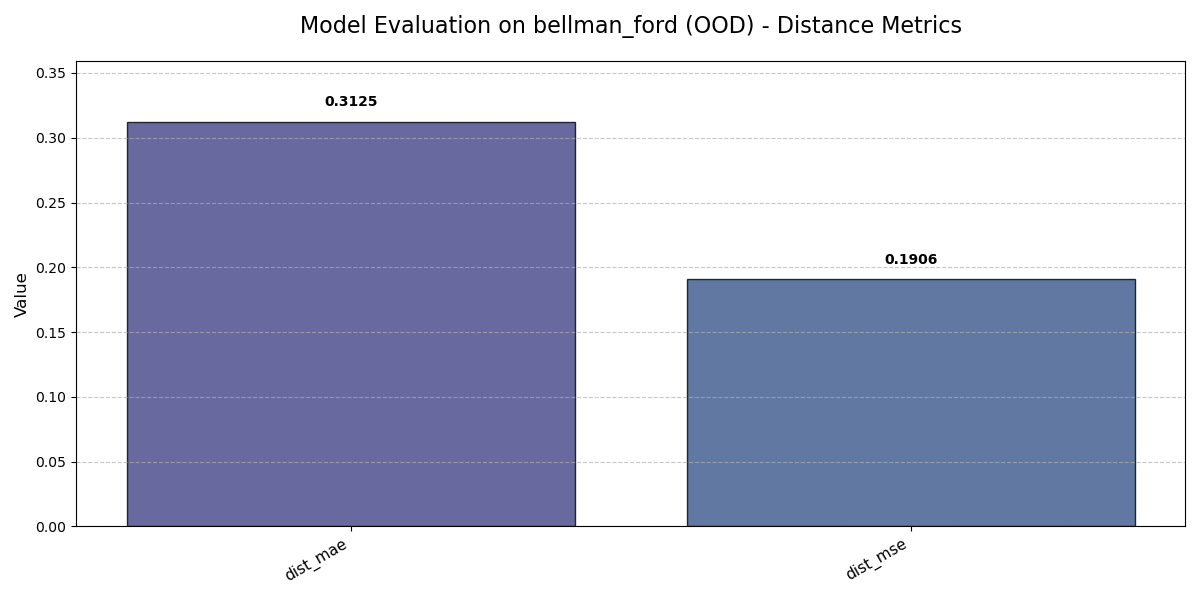 Model Evaluation on bellman_ford (OOD) - Distance Metrics
0.35
0.30
0.25
0.20
0.15
0.10
0.05
0.00
Value
0.3125
0.1906
dist_mae
dist_mse